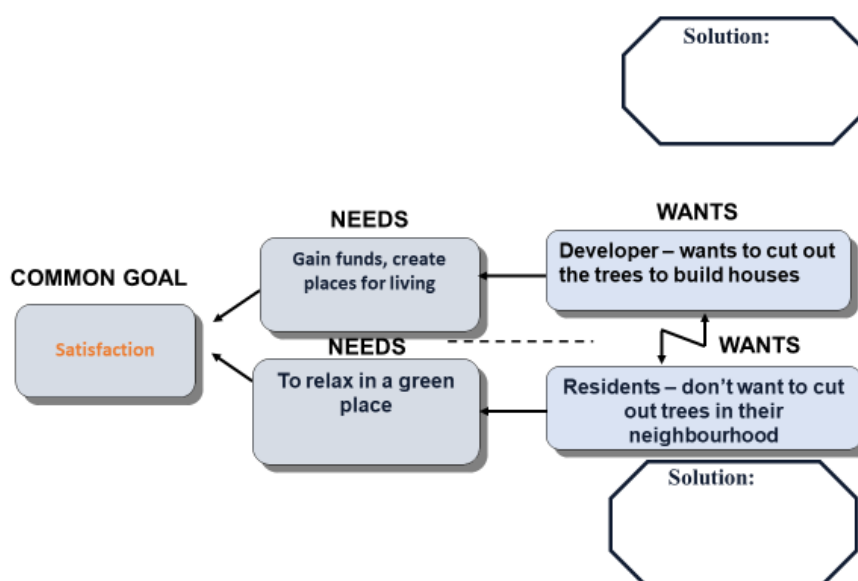 Solution:
NEEDS
WANTS
Gain funds, create
places for living
Developer – wants to cut out
the trees to build houses
COMMON GOAL
Satisfaction
NEEDS
WANTS
To relax in a green
place
Residents – don't want to cut
out trees in their
neighbourhood
Solution: